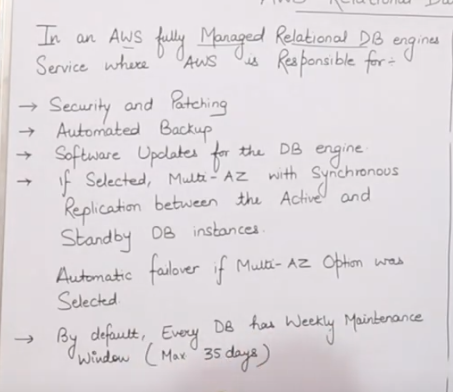 AWS Relational Da
In an AWS fully Managed Relational DB engines
Service where AWS is Responsible for :-
→ Security and Patching
→ Automated Backup
→ Software Updates for the DB engine.
→ if Selected, Multi-AZ with Synchronous
Replication between the Active and
Standby DB instances.
Automatic failover if Multi-AZ Option was
Selected.
→ By default, Every DB has Weekly Maintenance
Window (Max 35 days)